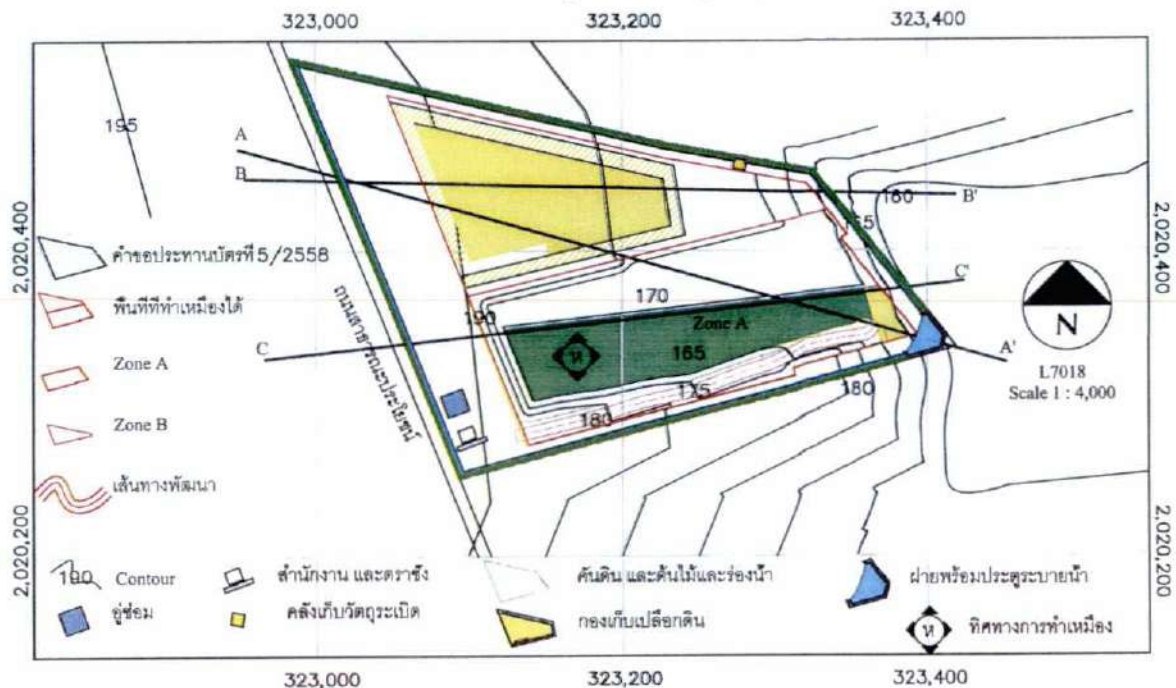 323,000 323,200 323,400
195
A
B
180 B'
165
2,020,400 2,020,400
คำขอประทานบัตรที่ 5/2558
พื้นที่ที่ทำเหมืองได้
ถนนสาธารณะประโยชน์
170
C'
190
Zone A
C
ห
165
N
A'
L7018
Scale 1 : 4,000
Zone A
175
180
180
Zone B
เส้นทางพัฒนา
2,020,200 2,020,200
190 Contour
สำนักงาน และตราชั่ง
คันดิน และต้นไม้และร่องน้ำ
ฝายพร้อมประตูระบายน้ำ
อู่ซ่อม
คลังเก็บวัตถุระเบิด
กองเก็บเปลือกดิน
ห ทิศทางการทำเหมือง
323,000 323,200 323,400